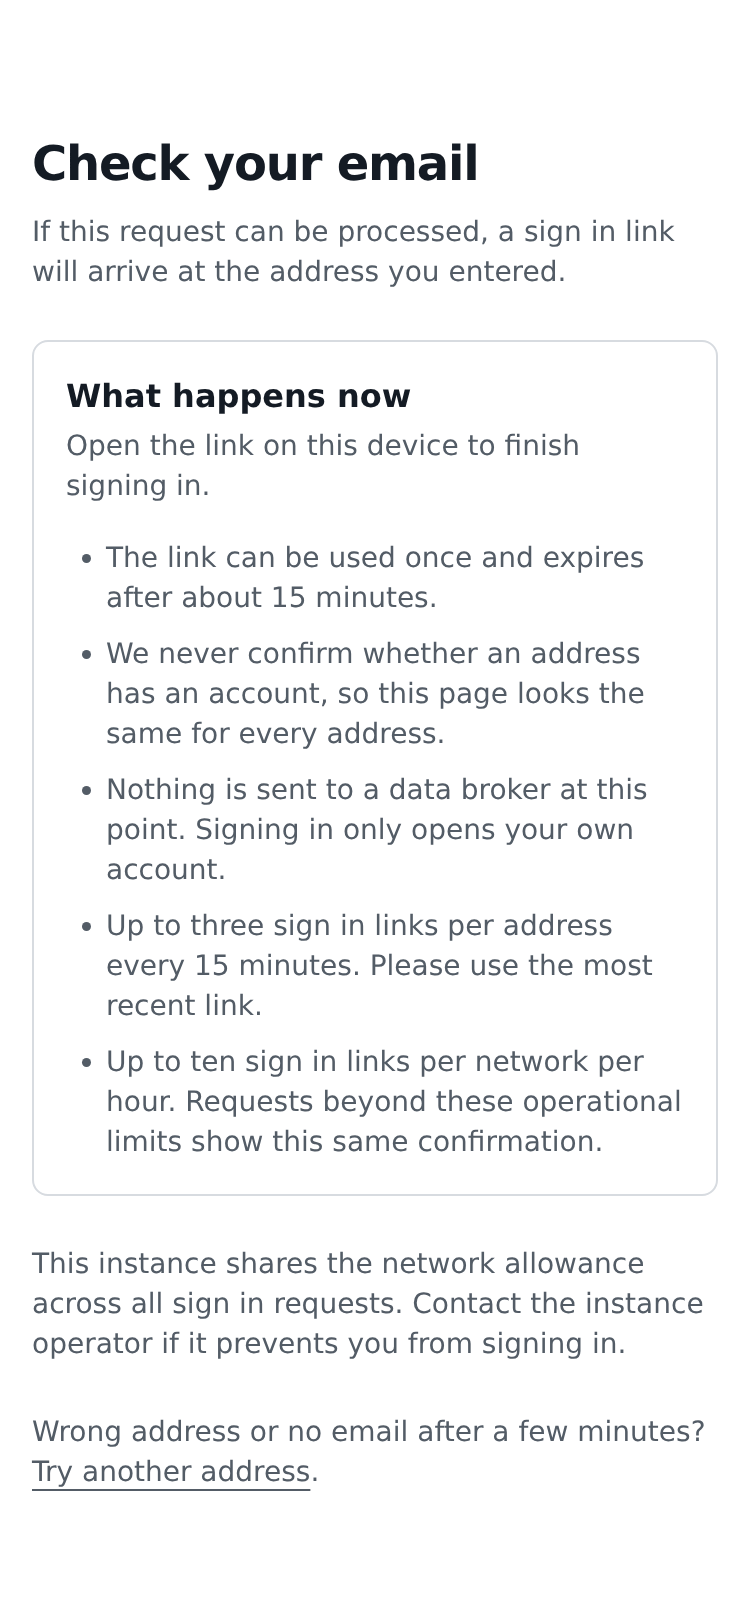 Check your email
If this request can be processed, a sign in link
will arrive at the address you entered.
What happens now
Open the link on this device to finish
signing in.
• The link can be used once and expires
after about 15 minutes.
• We never confirm whether an address
has an account, so this page looks the
same for every address.
• Nothing is sent to a data broker at this
point. Signing in only opens your own
account.
• Up to three sign in links per address
every 15 minutes. Please use the most
recent link.
• Up to ten sign in links per network per
hour. Requests beyond these operational
limits show this same confirmation.
This instance shares the network allowance
across all sign in requests. Contact the instance
operator if it prevents you from signing in.
Wrong address or no email after a few minutes?
Try another address.